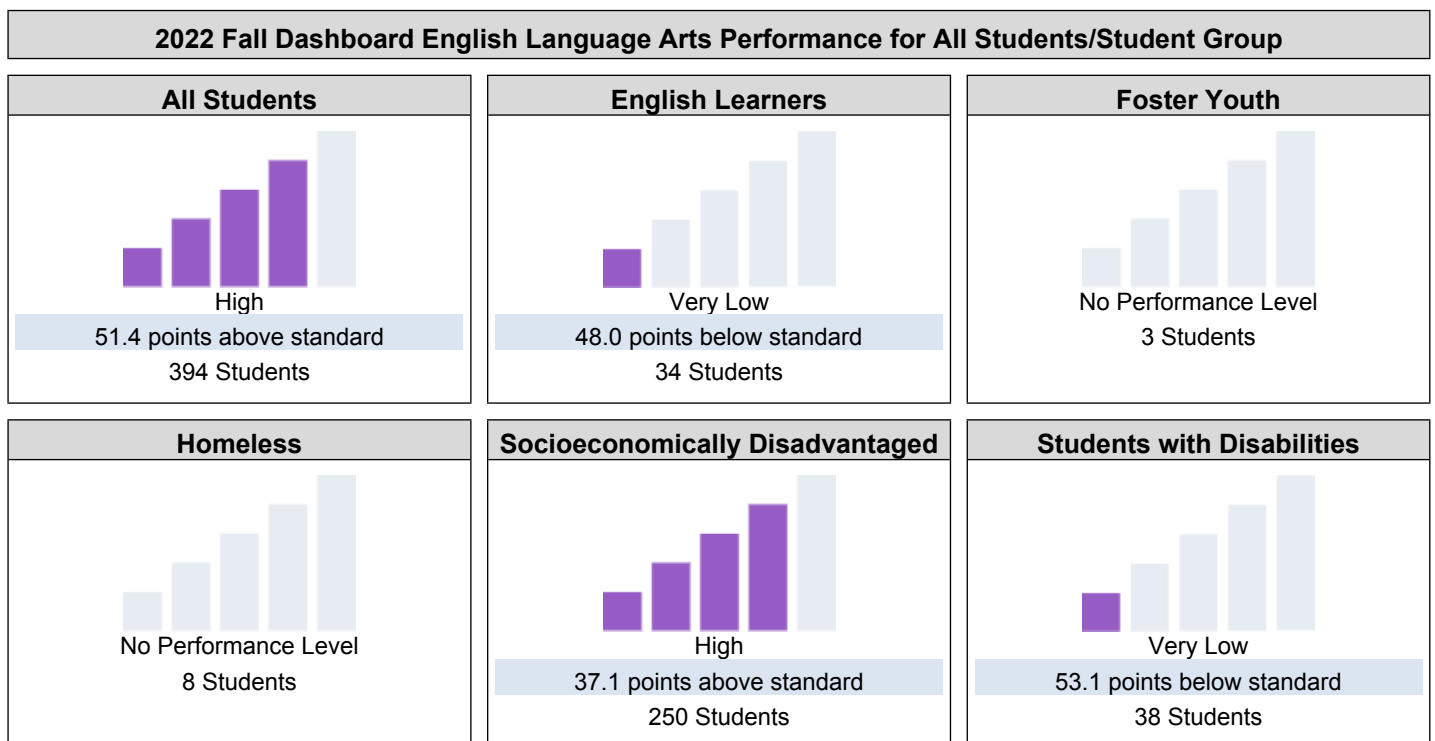 2022 Fall Dashboard English Language Arts Performance for All Students/Student Group
All Students
High
51.4 points above standard
394 Students
English Learners
Very Low
48.0 points below standard
34 Students
Foster Youth
No Performance Level
3 Students
Homeless
No Performance Level
8 Students
Socioeconomically Disadvantaged
High
37.1 points above standard
250 Students
Students with Disabilities
Very Low
53.1 points below standard
38 Students